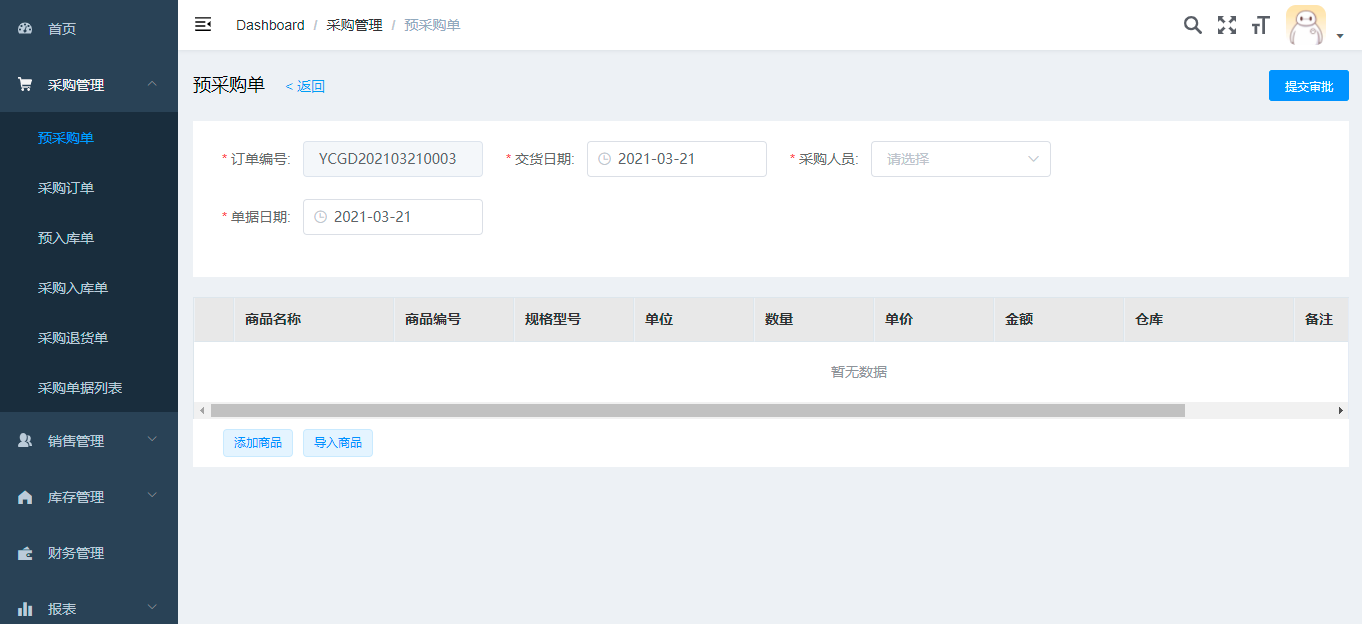 首页
采购管理
预采购单
采购订单
预入库单
采购入库单
采购退货单
采购单据列表
销售管理
库存管理
财务管理
报表
Dashboard / 采购管理 / 预采购单
预采购单 < 返回 提交审批
* 订单编号: YCGD202103210003 * 交货日期: 2021-03-21 * 采购人员: 请选择
* 单据日期: 2021-03-21
商品名称 商品编号 规格型号 单位 数量 单价 金额 仓库 备注
暂无数据
添加商品 导入商品